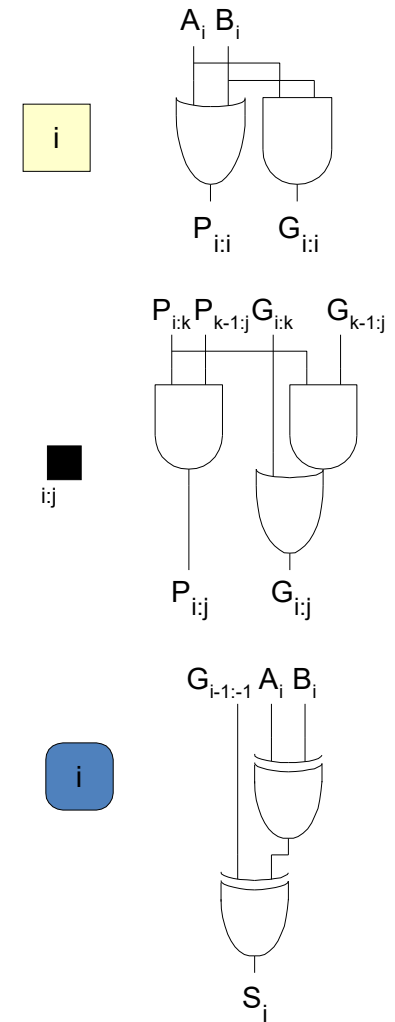 A_i B_i
i
P_i:i G_i:i
P_i:k P_k-1:j G_i:k G_k-1:j
i:j
P_i:j G_i:j
G_i-1:-1 A_i B_i
i
S_i